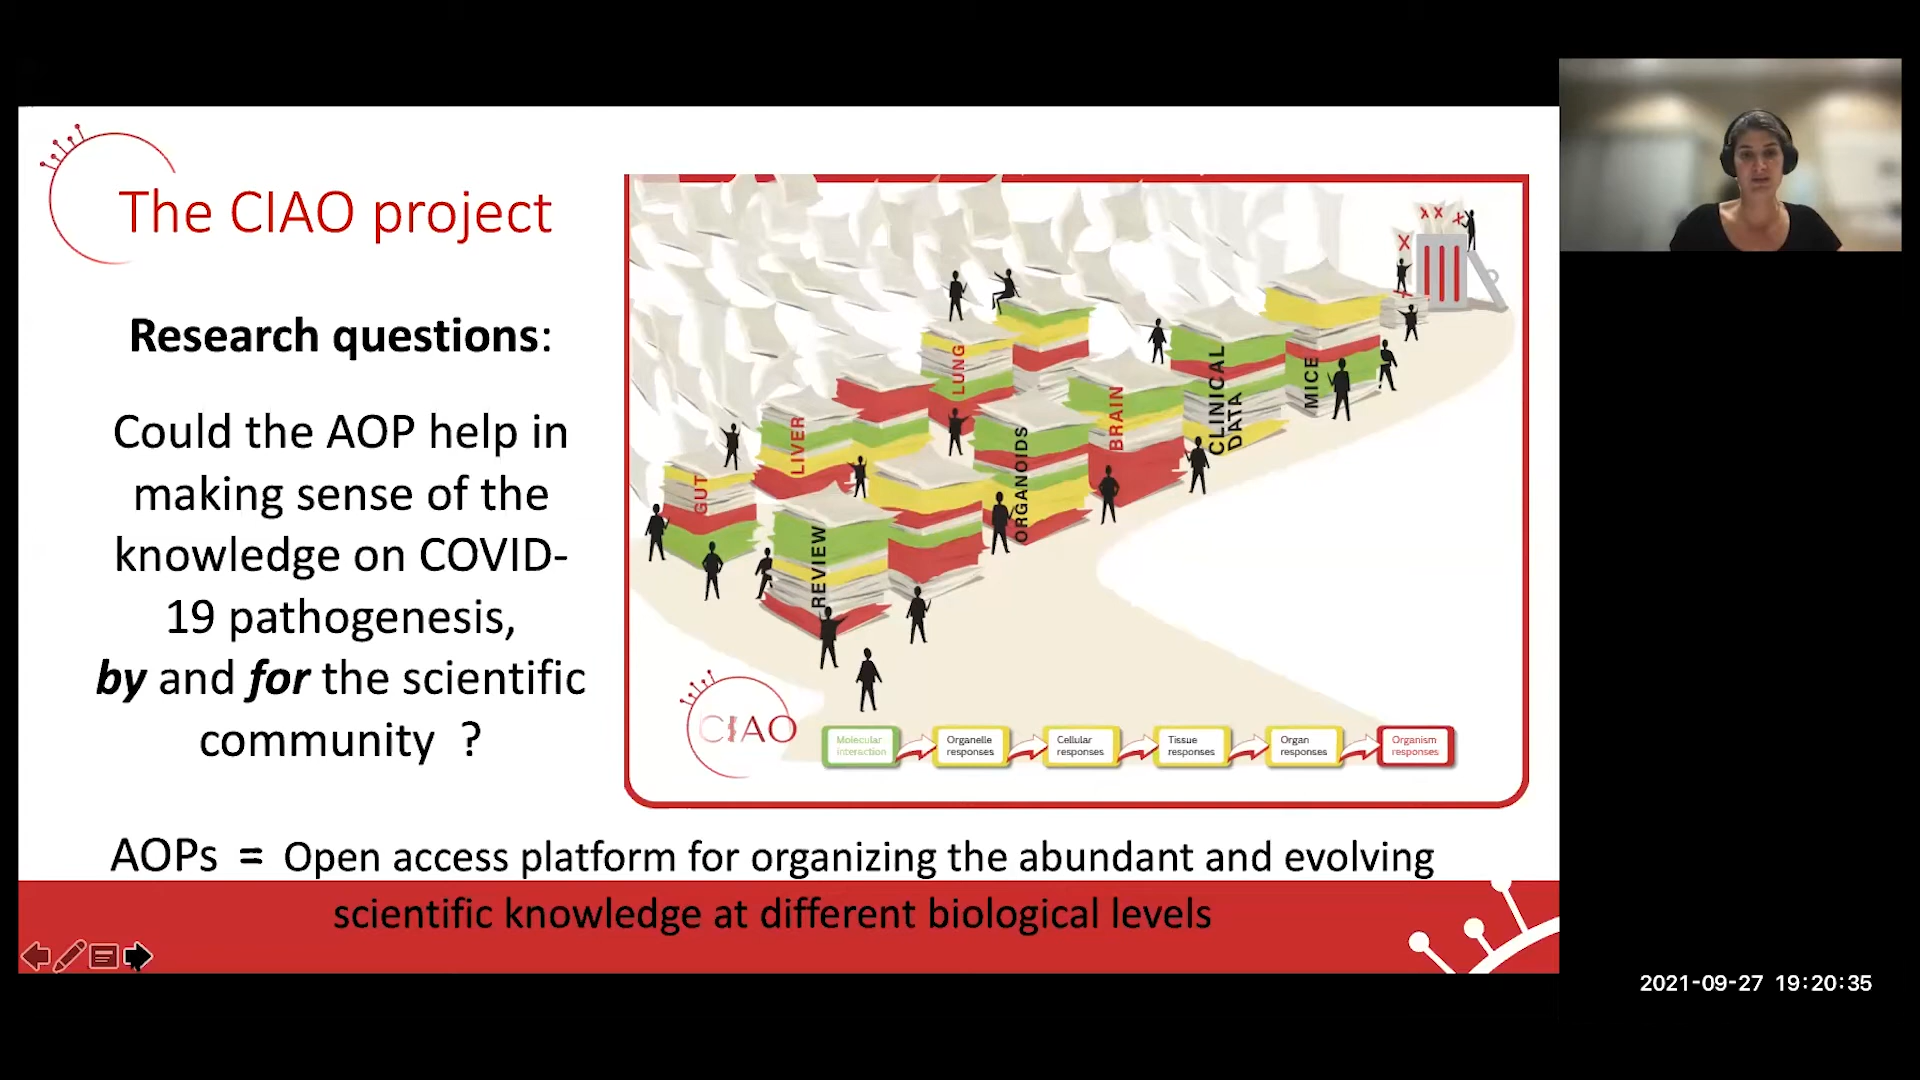 The CIAO project
Research questions:
Could the AOP help in
making sense of the
knowledge on COVID-
19 pathogenesis,
by and for the scientific
community ?
GUT
LIVER
LUNG
REVIEW
ORGANOIDS
BRAIN
CLINICAL
DATA
MICE
CIAO
Molecular
interaction
Organelle
responses
Cellular
responses
Tissue
responses
Organ
responses
Organism
responses
AOPs = Open access platform for organizing the abundant and evolving
scientific knowledge at different biological levels
2021-09-27 19:20:35